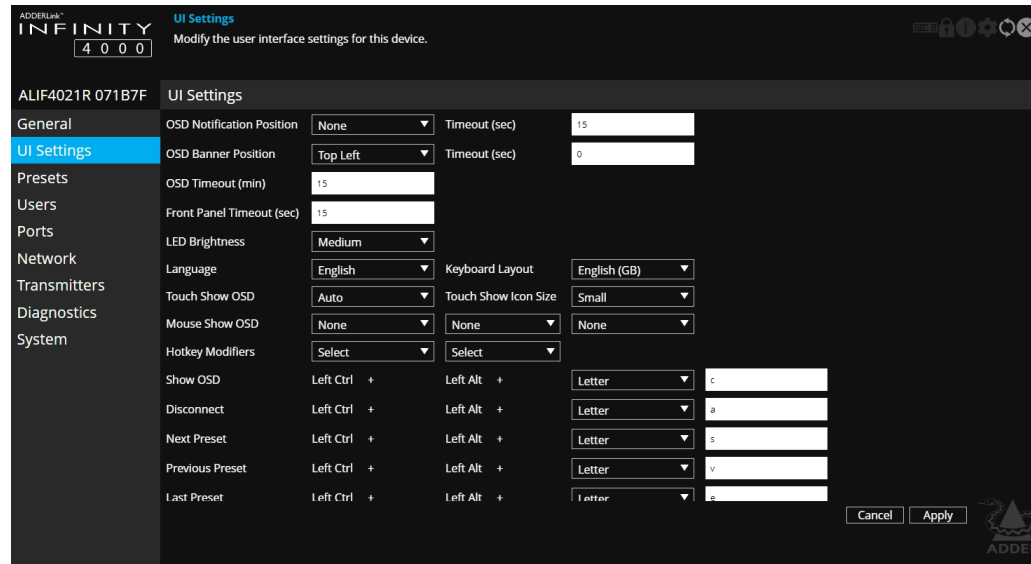 ADDERLink™
INFINITY
4000
UI Settings
Modify the user interface settings for this device.
ALIF4021R 071B7F
UI Settings
General
UI Settings
Presets
Users
Ports
Network
Transmitters
Diagnostics
System
OSD Notification Position None Timeout (sec) 15
OSD Banner Position Top Left Timeout (sec) 0
OSD Timeout (min) 15
Front Panel Timeout (sec) 15
LED Brightness Medium
Language English Keyboard Layout English (GB)
Touch Show OSD Auto Touch Show Icon Size Small
Mouse Show OSD None None None
Hotkey Modifiers Select Select
Show OSD Left Ctrl + Left Alt + Letter c
Disconnect Left Ctrl + Left Alt + Letter a
Next Preset Left Ctrl + Left Alt + Letter s
Previous Preset Left Ctrl + Left Alt + Letter v
Last Preset Left Ctrl + Left Alt + Letter e
Cancel Apply
ADDE